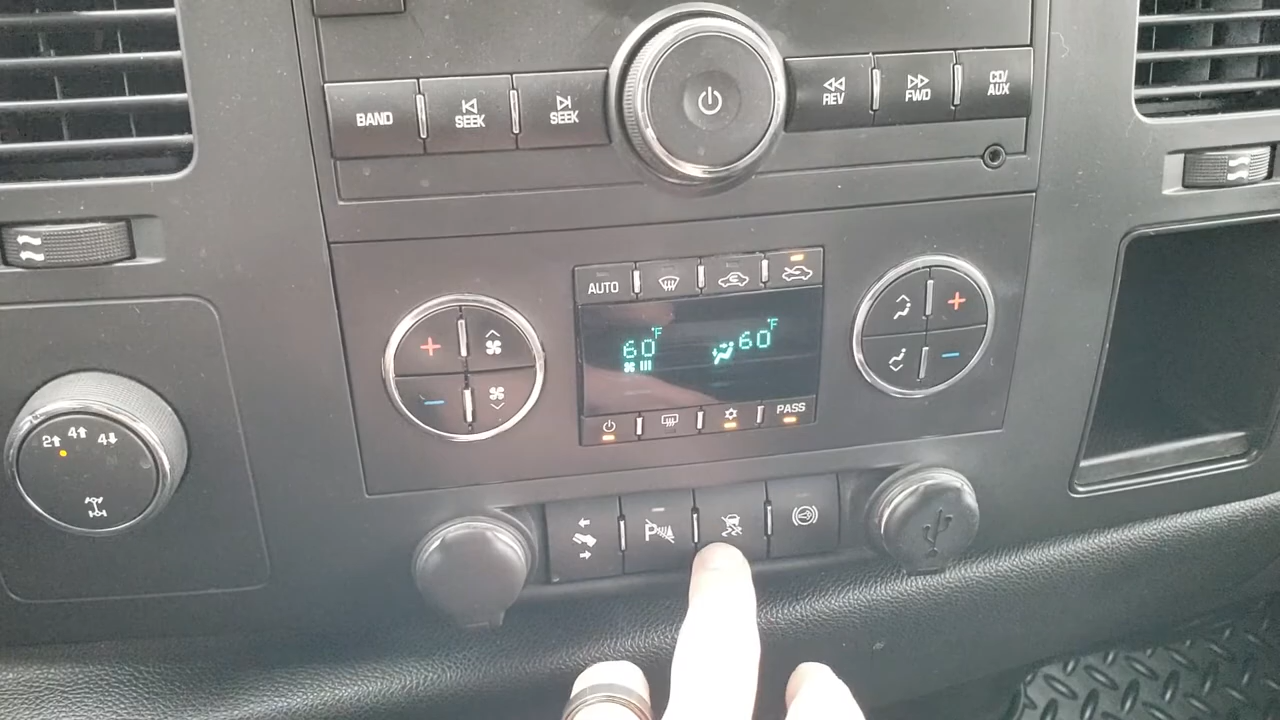 BAND
SEEK
SEEK
REV
FWD
CD/
AUX
AUTO
60°F
60°F
PASS
2
4
4
P